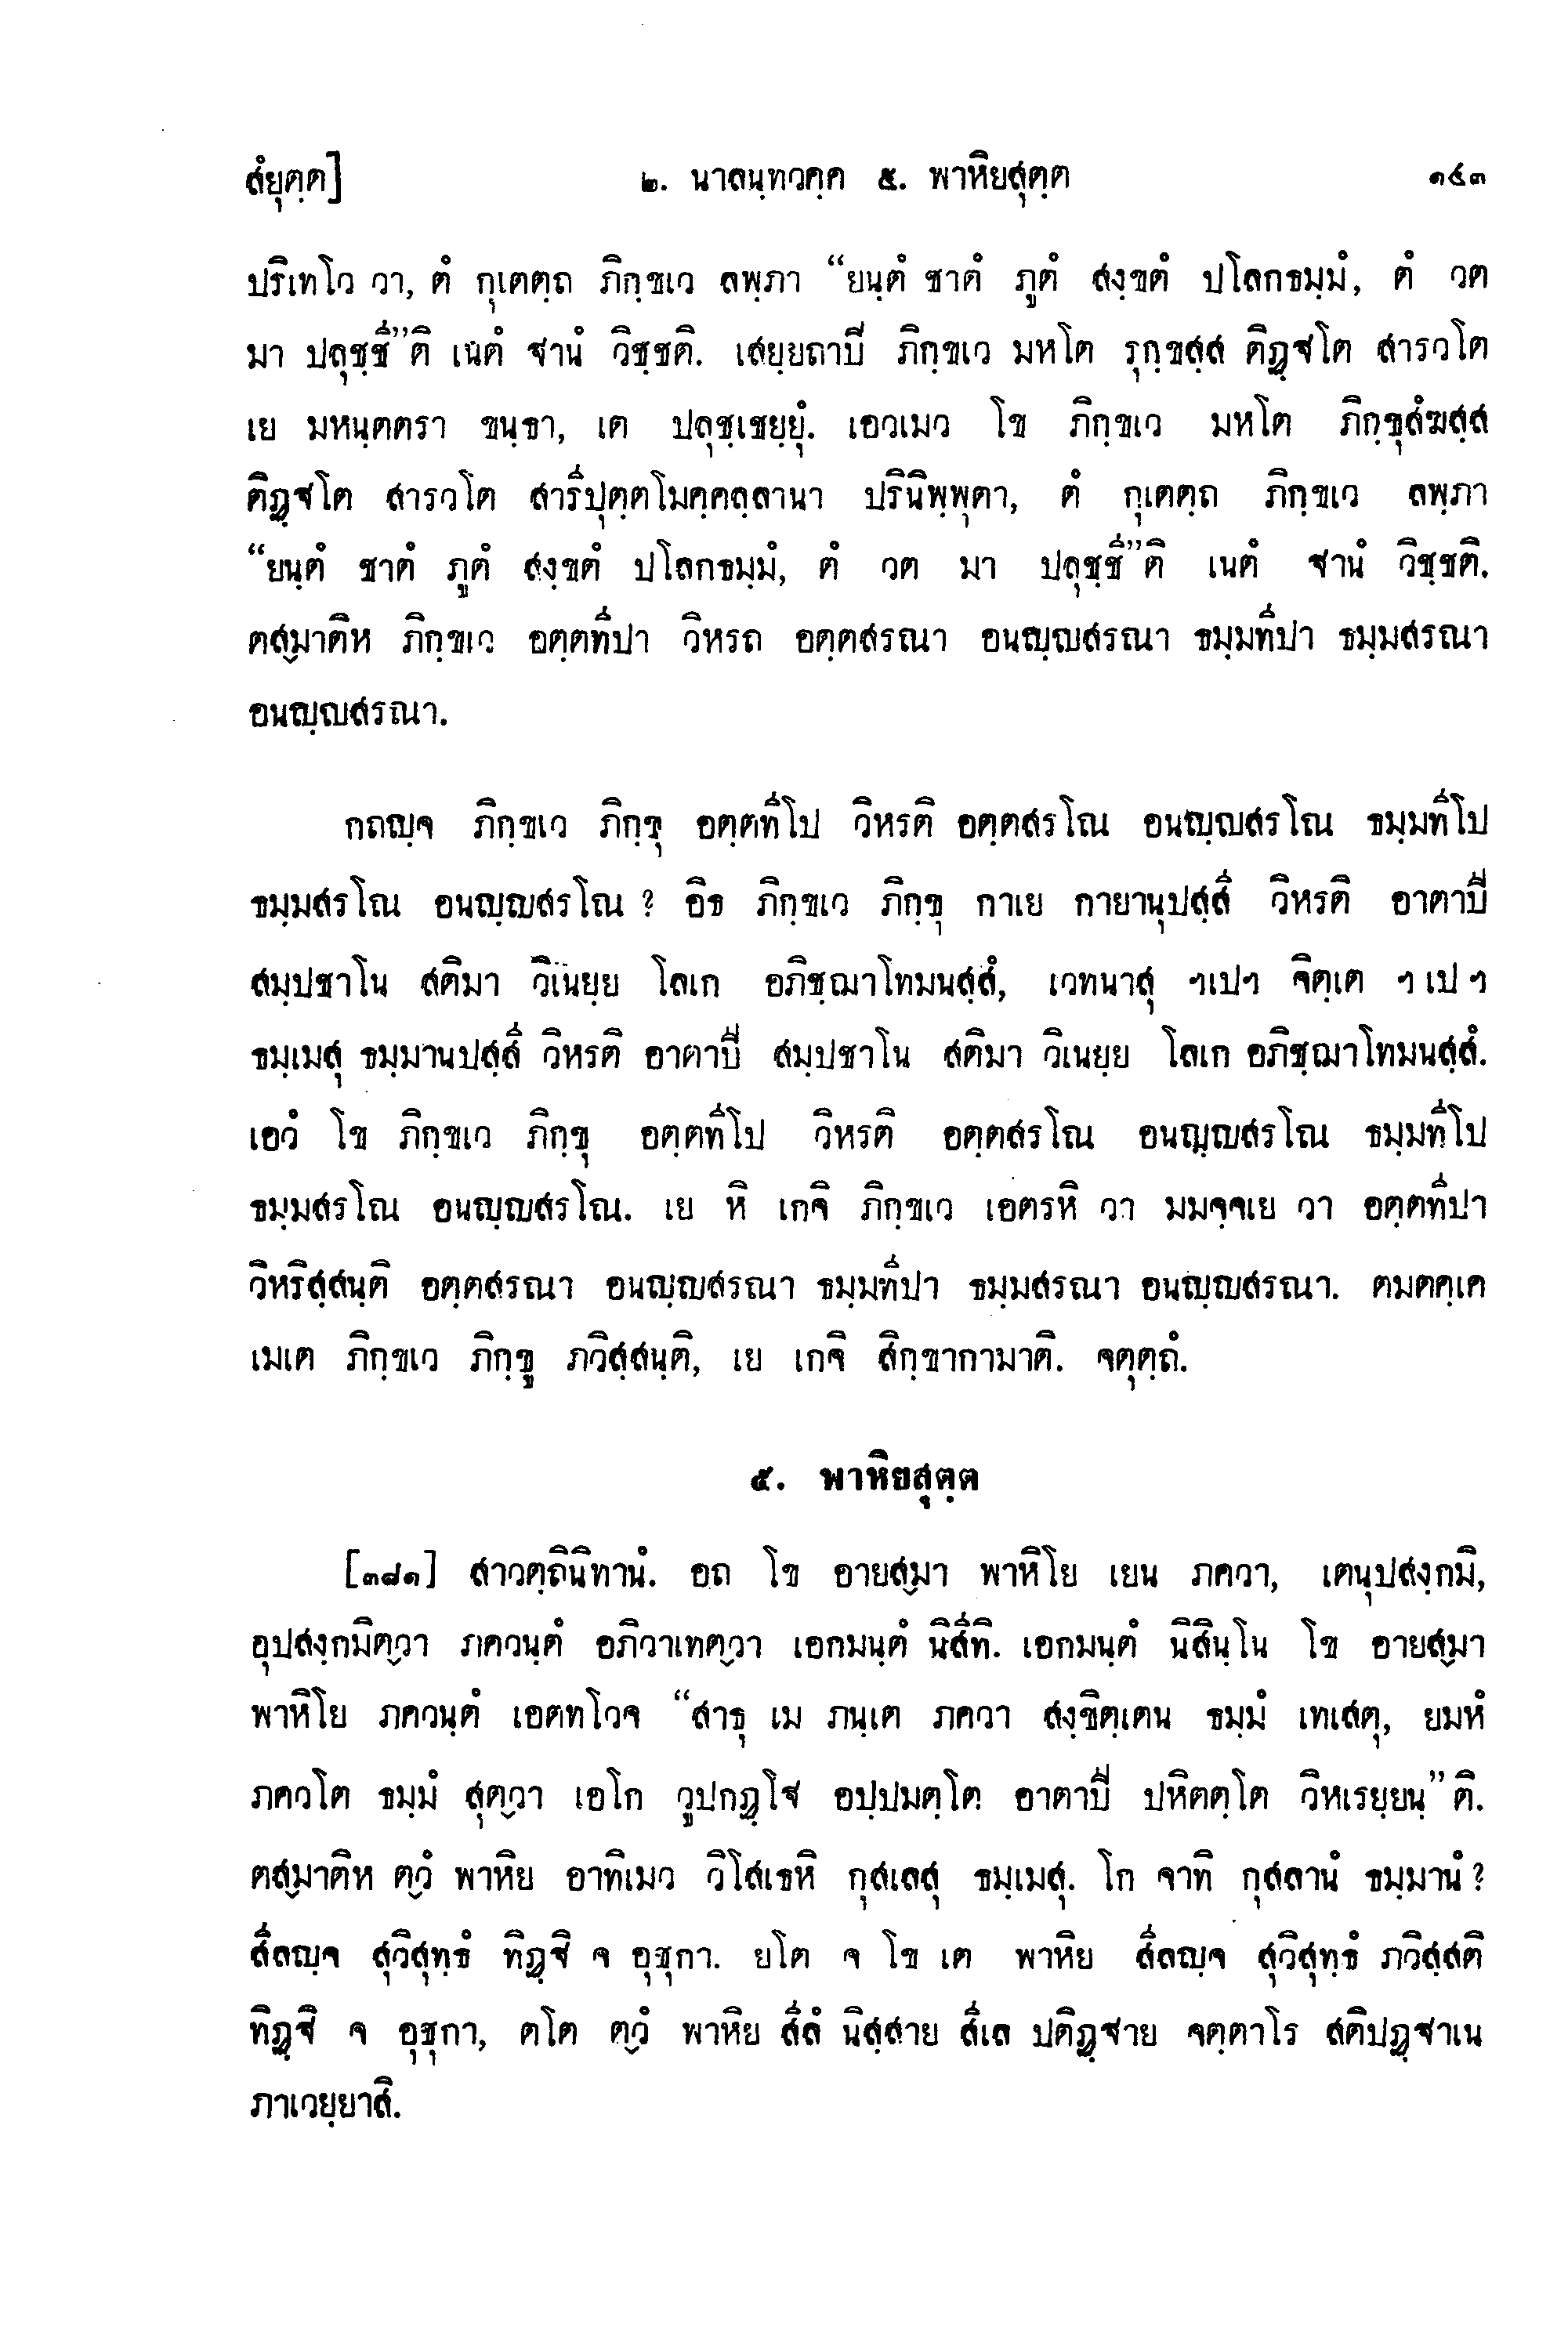 สํยุตฺต]	๒. นาลนฺทวคฺค ๕. พาหิยสุตฺต	๑๔๓
ปริเทโว วา, ตํ กุเตตฺถ ภิกฺขเว ลพฺภา “ยนฺตํ ชาตํ ภูตํ สงฺขตํ ปโลกธมฺมํ, ตํ วต
มา ปลุชฺชี”ติ เนตํ ฐานํ วิชฺชติ. เสยฺยถาปี ภิกฺขเว มหโต รุกฺขสฺส ติฏฺฐโต สารวโต
เย มหนฺตตรา ขนฺธา, เต ปลุชฺเชยฺยุํ. เอวเมว โข ภิกฺขเว มหโต ภิกฺขุสํฆสฺส
ติฏฺฐโต สารวโต สารีปุตฺตโมคฺคลฺลานา ปรินิพฺพุตา, ตํ กุเตตฺถ ภิกฺขเว ลพฺภา
“ยนฺตํ ชาตํ ภูตํ สงฺขตํ ปโลกธมฺมํ, ตํ วต มา ปลุชฺชี”ติ เนตํ ฐานํ วิชฺชติ.
ตสฺมาติห ภิกฺขเว อตฺตทีปา วิหรถ อตฺตสรณา อนญฺญสรณา ธมฺมทีปา ธมฺมสรณา
อนญฺญสรณา.
กถญฺจ ภิกฺขเว ภิกฺขุ อตฺตทีโป วิหรติ อตฺตสรโณ อนญฺญสรโณ ธมฺมทีโป
ธมฺมสรโณ อนญฺญสรโณ ? อิธ ภิกฺขเว ภิกฺขุ กาเย กายานุปสฺสี วิหรติ อาตาปี
สมฺปชาโน สติมา วิเนยฺย โลเก อภิชฺฌาโทมนสฺสํ, เวทนาสุ ฯเปฯ จิตฺเต ฯ เป ฯ
ธมฺเมสุ ธมฺมานปสฺสี วิหรติ อาตาปี สมฺปชาโน สติมา วิเนยฺย โลเก อภิชฺฌาโทมนสฺสํ.
เอวํ โข ภิกฺขเว ภิกฺขุ อตฺตทีโป วิหรติ อตฺตสรโณ อนญฺญสรโณ ธมฺมทีโป
ธมฺมสรโณ อนญฺญสรโณ. เย หิ เกจิ ภิกฺขเว เอตรหิ วา มมจฺจเย วา อตฺตทีปา
วิหริสฺสนฺติ อตฺตสรณา อนญฺญสรณา ธมฺมทีปา ธมฺมสรณา อนญฺญสรณา. ตมตคฺเค
เมเต ภิกฺขเว ภิกฺขู ภวิสฺสนฺติ, เย เกจิ สิกฺขากามาติ. จตุตฺถํ.
๕. พาหิยสุตฺต
[๓๘๑] สาวตฺถินิทานํ. อถ โข อายสฺมา พาหิโย เยน ภควา, เตนุปสงฺกมิ,
อุปสงฺกมิตฺวา ภควนฺตํ อภิวาเทตฺวา เอกมนฺตํ นิสีทิ. เอกมนฺตํ นิสินฺโน โข อายสฺมา
พาหิโย ภควนฺตํ เอตทโวจ “สาธุ เม ภนฺเต ภควา สงฺขิตฺเตน ธมฺมํ เทเสตุ, ยมหํ
ภควโต ธมฺมํ สุตฺวา เอโก วูปกฏฺโฐ อปฺปมตฺโต อาตาปี ปหิตตฺโต วิหเรยฺยนฺ” ติ.
ตสฺมาติห ตฺวํ พาหิย อาทิเมว วิโสเธหิ กุสเลสุ ธมฺเมสุ. โก จาทิ กุสลานํ ธมฺมานํ ?
สีลญฺจ สุวิสุทฺธํ ทิฏฺฐิ จ อุชุกา. ยโต จ โข เต พาหิย สีลญฺจ สุวิสุทฺธํ ภวิสฺสติ
ทิฏฺฐิ จ อุชุกา, ตโต ตฺวํ พาหิย สีลํ นิสฺสาย สีเล ปติฏฺฐาย จตฺตาโร สติปฏฺฐาเน
ภาเวยฺยาสิ.